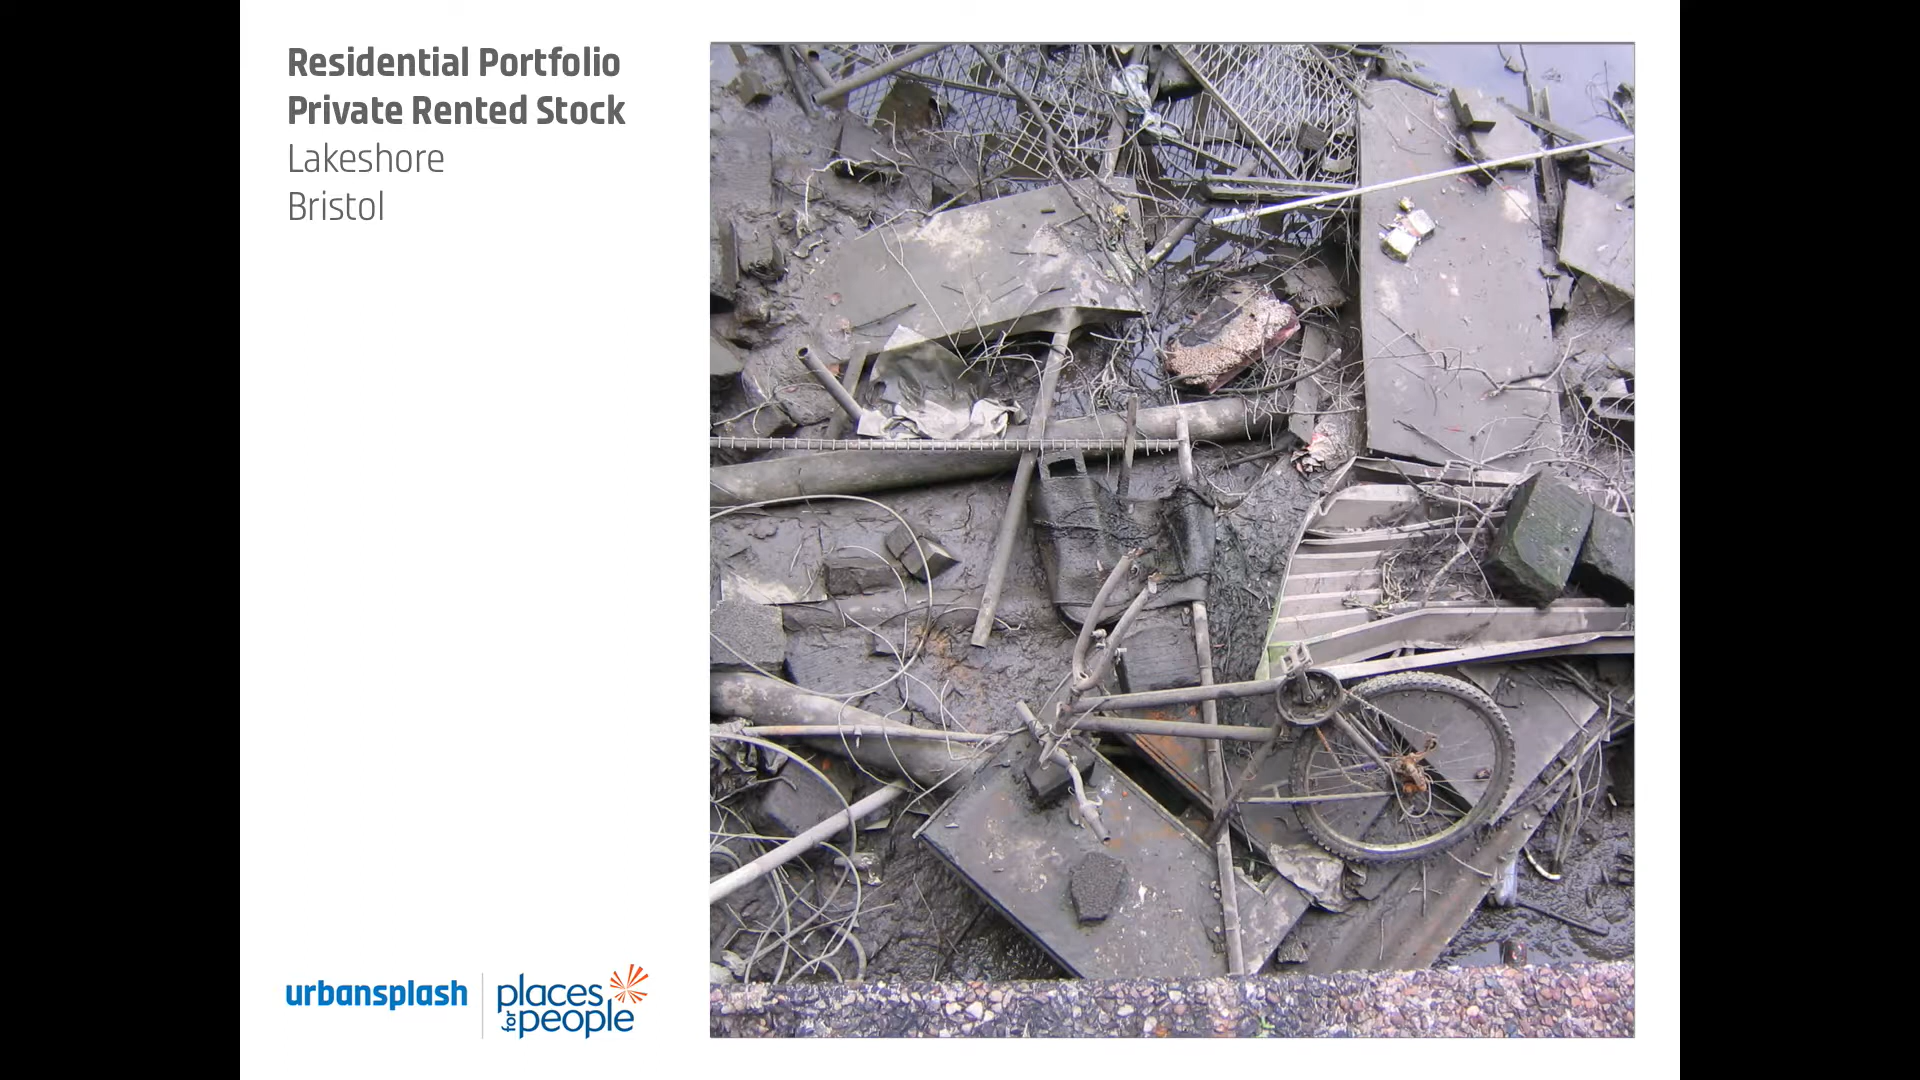 Residential Portfolio
Private Rented Stock
Lakeshore
Bristol
urbansplash
places
for people